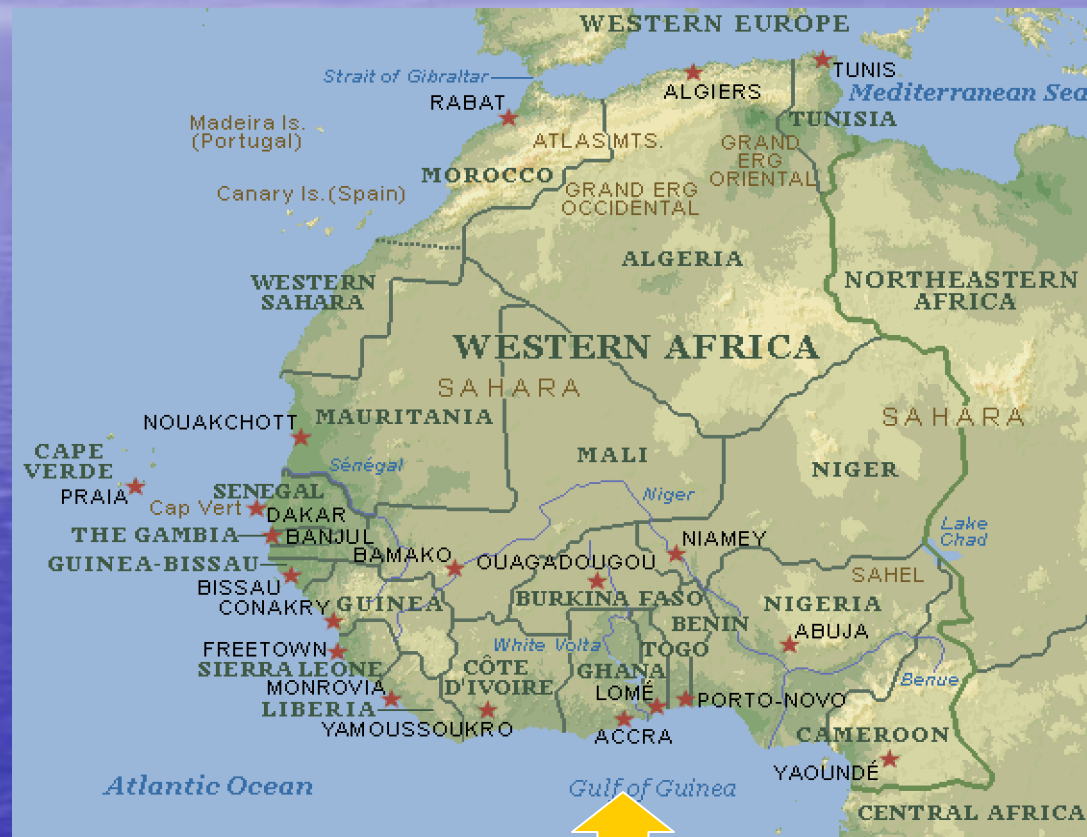 WESTERN EUROPE
Strait of Gibraltar
TUNIS
ALGIERS
Mediterranean Sea
RABAT
TUNISIA
Madeira Is.
(Portugal)
ATLAS MTS.
GRAND
ERG
ORIENTAL
MOROCCO
Canary Is.(Spain)
GRAND ERG
OCCIDENTAL
ALGERIA
WESTERN
SAHARA
NORTHEASTERN
AFRICA
WESTERN AFRICA
SAHARA
SAHARA
NOUAKCHOTT
MAURITANIA
CAPE
VERDE
MALI
NIGER
Sénégal
PRAIA
SENEGAL
Niger
Cap Vert
DAKAR
THE GAMBIA
BANJUL
NIAMEY
Lake
Chad
GUINEA-BISSAU
BAMAKO
OUAGADOUGOU
SAHEL
BISSAU
CONAKRY
GUINEA
BURKINA FASO
NIGERIA
BENIN
ABUJA
FREETOWN
White Volta
TOGO
SIERRA LEONE
CÔTE
D'IVOIRE
GHANA
Benue
MONROVIA
LOMÉ
PORTO-NOVO
LIBERIA
YAMOUSSOUKRO
ACCRA
CAMEROON
YAOUNDÉ
Atlantic Ocean
Gulf of Guinea
CENTRAL AFRICA